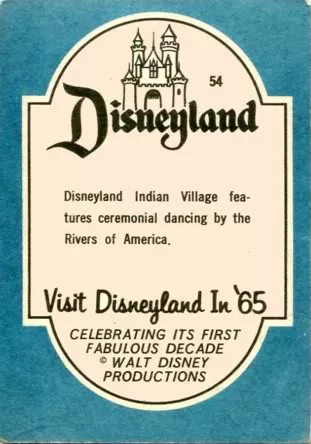 54
Disneyland
Disneyland Indian Village fea-
tures ceremonial dancing by the
Rivers of America.
Visit Disneyland In '65
CELEBRATING ITS FIRST
FABULOUS DECADE
© WALT DISNEY
PRODUCTIONS